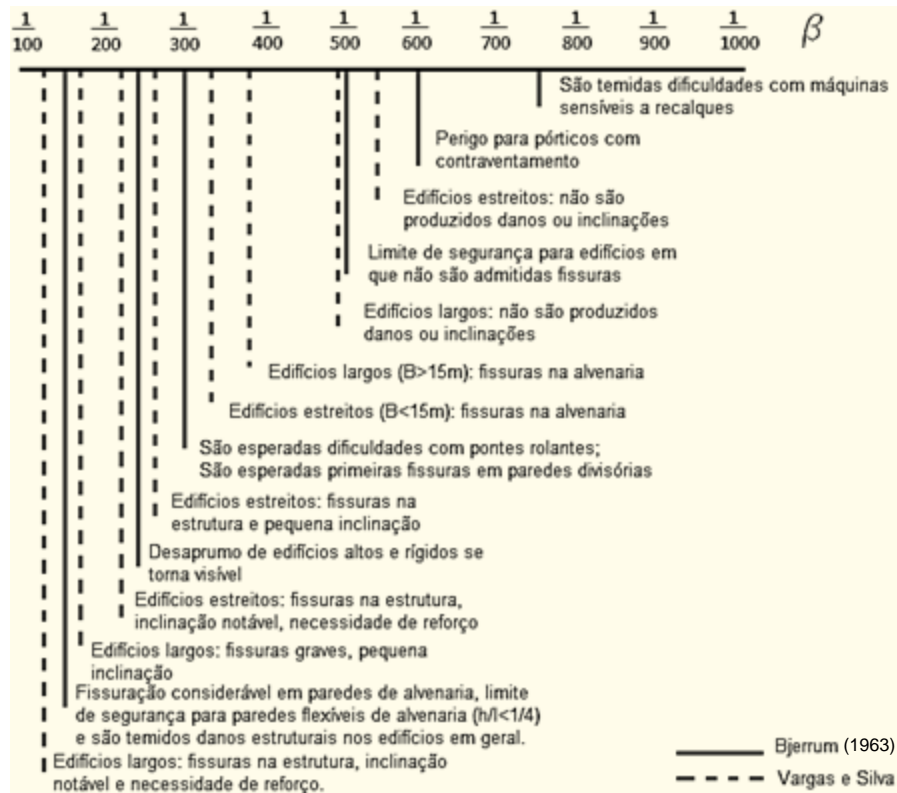 1/100 1/200 1/300 1/400 1/500 1/600 1/700 1/800 1/900 1/1000 β
São temidas dificuldades com máquinas
sensíveis a recalques
Perigo para pórticos com
contraventamento
Edifícios estreitos: não são
produzidos danos ou inclinações
Limite de segurança para edifícios em
que não são admitidas fissuras
Edifícios largos: não são produzidos
danos ou inclinações
Edifícios largos (B>15m): fissuras na alvenaria
Edifícios estreitos (B<15m): fissuras na alvenaria
São esperadas dificuldades com pontes rolantes;
São esperadas primeiras fissuras em paredes divisórias
Edifícios estreitos: fissuras na
estrutura e pequena inclinação
Desaprumo de edifícios altos e rígidos se
torna visível
Edifícios estreitos: fissuras na estrutura,
inclinação notável, necessidade de reforço
Edifícios largos: fissuras graves, pequena
inclinação
Fissuração considerável em paredes de alvenaria, limite
de segurança para paredes flexíveis de alvenaria (h/l<1/4)
e são temidos danos estruturais nos edifícios em geral.
Edifícios largos: fissuras na estrutura, inclinação
notável e necessidade de reforço.
Bjerrum (1963)
Vargas e Silva